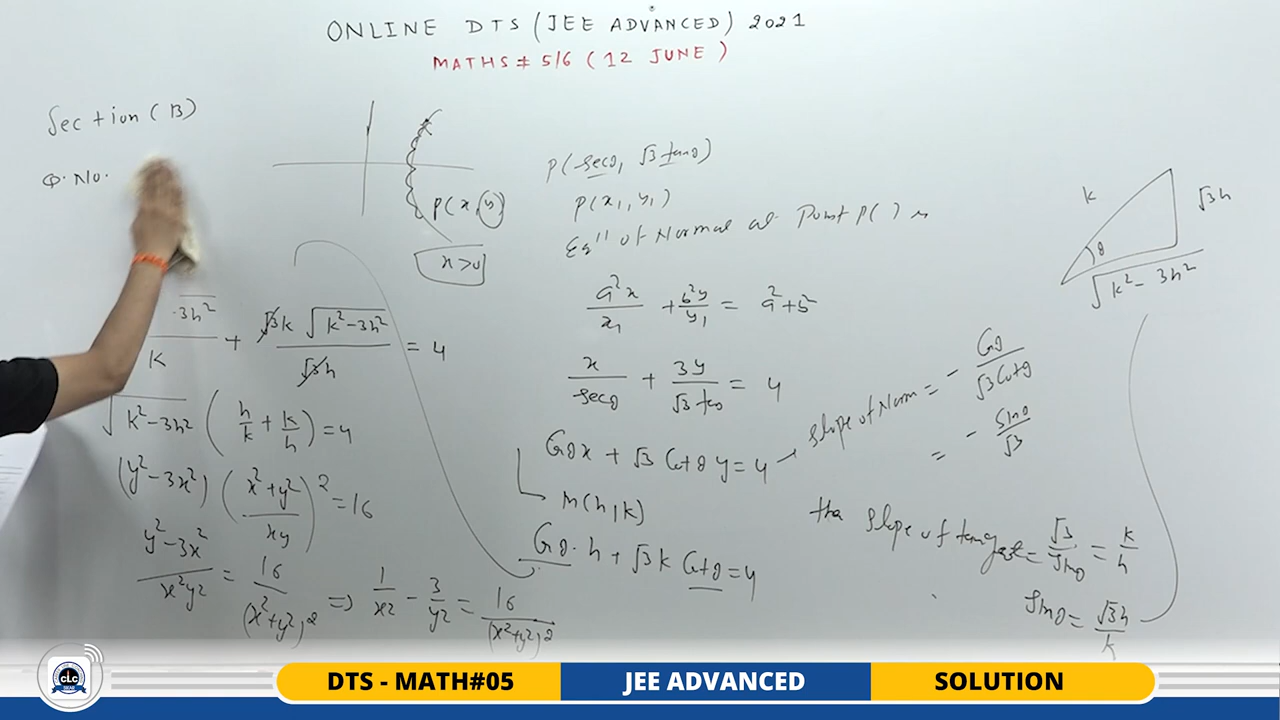 ONLINE DTS (JEE ADVANCED) 2021
MATHS # 5/6 (12 JUNE)
Section (B)
Q. No.
P(x, y)
x>0
3h²
K + √3k √(k²-3h²) / √3h = 4
√(k²-3h²) (h/k + k/h) = 4
(y²-3x²) ((x²+y²)/xy)² = 16
(y²-3x²)/(x²y²) = 16/(x²+y²)² ⇒ 1/x² - 3/y² = 16/(x²+y²)²
P(secθ, √3 tanθ)
P(x₁, y₁)
Eqⁿ of Normal at Point P( ) is
a²x/x₁ + b²y/y₁ = a²+b²
x/secθ + 3y/√3 tanθ = 4
Cosθ x + √3 Cotθ y = 4
M(h, k)
Cosθ·h + √3k Cotθ = 4
k
√3h
θ
√(k²-3h²)
slope of Norm = - Cosθ/√3Cotθ
= - Sinθ/√3
the slope of tangent = √3/Sinθ = k/h
Sinθ = √3h/k
CLC
SIKAR
DTS - MATH#05
JEE ADVANCED
SOLUTION